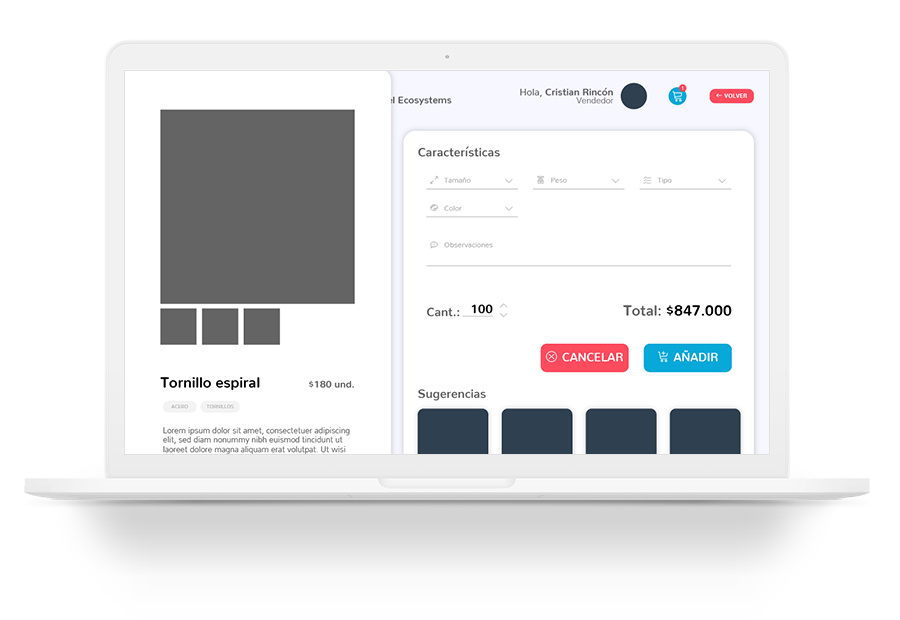 Ecosystems
Hola, Cristian Rincón
Vendedor
1
← VOLVER
Tornillo espiral
$180 und.
ACERO
TORNILLOS
Lorem ipsum dolor sit amet, consectetuer adipiscing
elit, sed diam nonummy nibh euismod tincidunt ut
laoreet dolore magna aliquam erat volutpat. Ut wisi
Características
Tamaño
Peso
Tipo
Color
Observaciones
Cant.: 100
Total: $847.000
CANCELAR
AÑADIR
Sugerencias